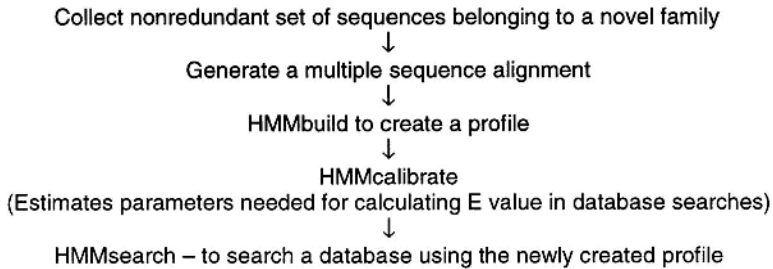 Collect nonredundant set of sequences belonging to a novel family
↓
Generate a multiple sequence alignment
↓
HMMbuild to create a profile
↓
HMMcalibrate
(Estimates parameters needed for calculating E value in database searches)
↓
HMMsearch – to search a database using the newly created profile